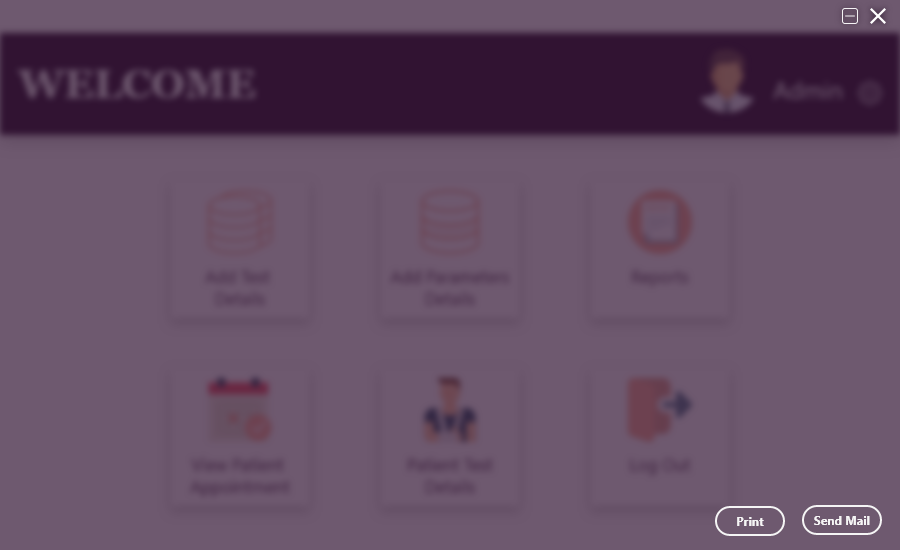 WELCOME
Admin
Add Test
Details
Add Parameters
Details
Reports
View Patient
Appointment
Patient Test
Details
Log Out
Print
Send Mail